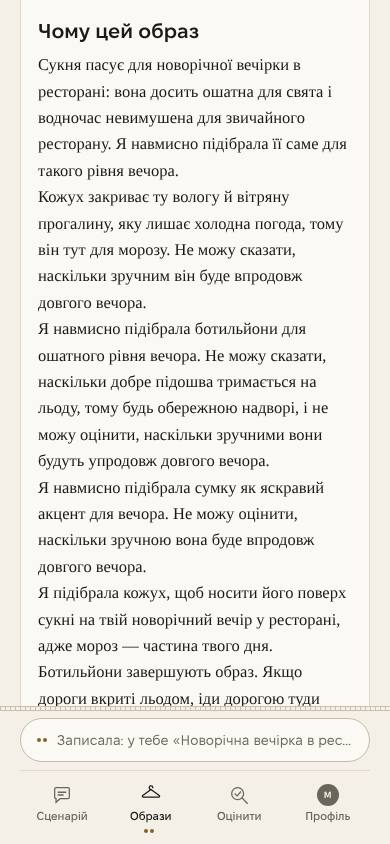 Чому цей образ
Сукня пасує для новорічної вечірки в
ресторані: вона досить ошатна для свята і
водночас невимушена для звичайного
ресторану. Я навмисно підібрала її саме для
такого рівня вечора.
Кожух закриває ту вологу й вітряну
прогалину, яку лишає холодна погода, тому
він тут для морозу. Не можу сказати,
наскільки зручним він буде впродовж
довгого вечора.
Я навмисно підібрала ботильйони для
ошатного рівня вечора. Не можу сказати,
наскільки добре підошва тримається на
льоду, тому будь обережною надворі, і не
можу оцінити, наскільки зручними вони
будуть упродовж довгого вечора.
Я навмисно підібрала сумку як яскравий
акцент для вечора. Не можу оцінити,
наскільки зручною вона буде впродовж
довгого вечора.
Я підібрала кожух, щоб носити його поверх
сукні на твій новорічний вечір у ресторані,
адже мороз — частина твого дня.
Ботильйони завершують образ. Якщо
дороги вкриті льодом, іди дорогою туди
Записала: у тебе «Новорічна вечірка в рес...
Сценарій
Образи
Оцінити
М
Профіль